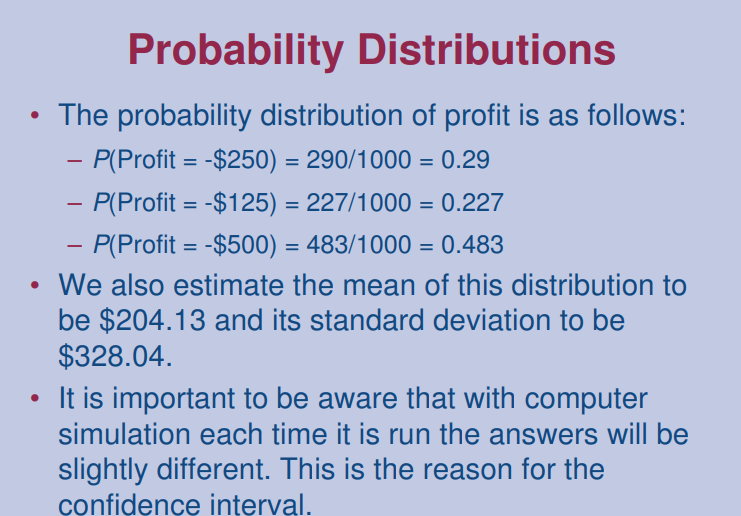 Probability Distributions
• The probability distribution of profit is as follows:
– P(Profit = -$250) = 290/1000 = 0.29
– P(Profit = -$125) = 227/1000 = 0.227
– P(Profit = -$500) = 483/1000 = 0.483
• We also estimate the mean of this distribution to
be $204.13 and its standard deviation to be
$328.04.
• It is important to be aware that with computer
simulation each time it is run the answers will be
slightly different. This is the reason for the
confidence interval.